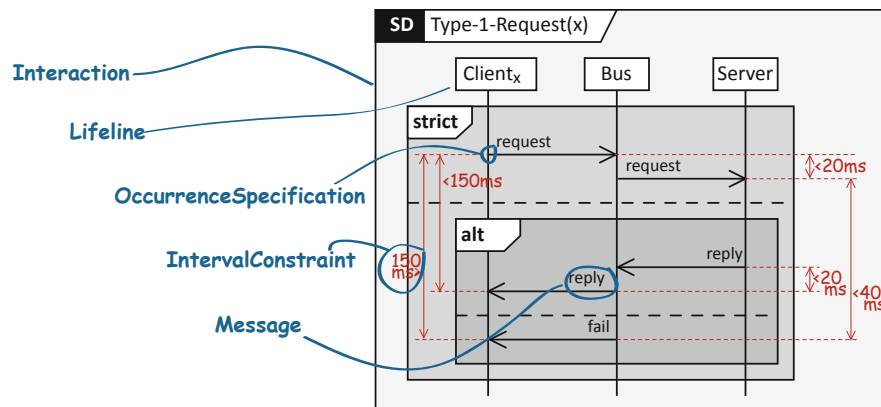 SD Type-1-Request(x)
Interaction
Client_x Bus Server
Lifeline
strict
request
<150ms
request
<20ms
OccurrenceSpecification
alt
IntervalConstraint
150
ms>
reply
reply
<20
ms
<40
ms
Message
fail